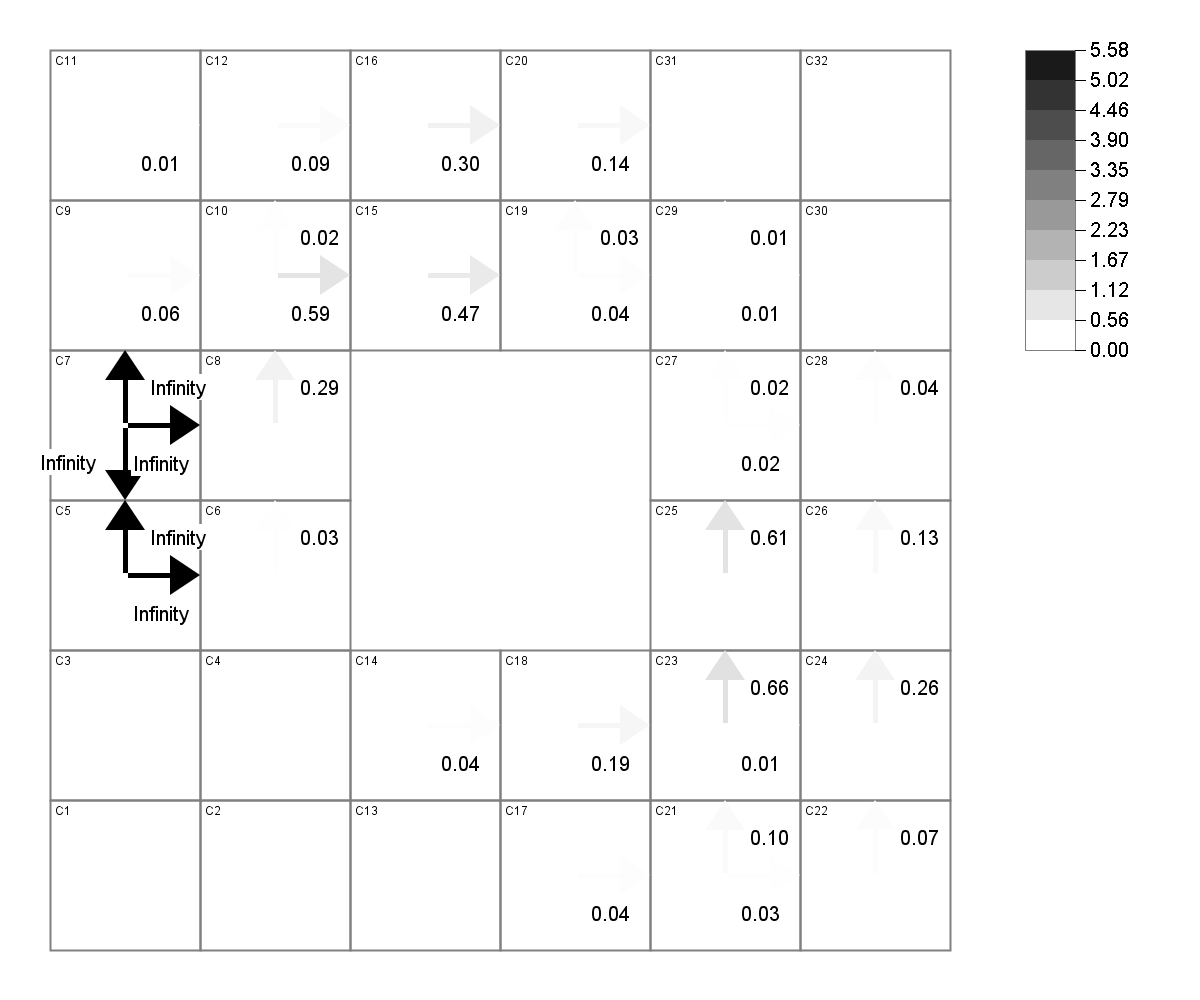 5.58
C11 C12 C16 C20 C31 C32
5.02
4.46
3.90
0.01 0.09 0.30 0.14
3.35
2.79
C9 C10 C15 C19 C29 C30
2.23
0.02 0.03 0.01
1.67
1.12
0.06 0.59 0.47 0.04 0.01
0.56
0.00
C7 C8 C27 C28
Infinity 0.29 0.02 0.04
Infinity Infinity 0.02
C5 C6 C25 C26
Infinity 0.03 0.61 0.13
Infinity
C3 C4 C14 C18 C23 C24
0.66 0.26
0.04 0.19 0.01
C1 C2 C13 C17 C21 C22
0.10 0.07
0.04 0.03